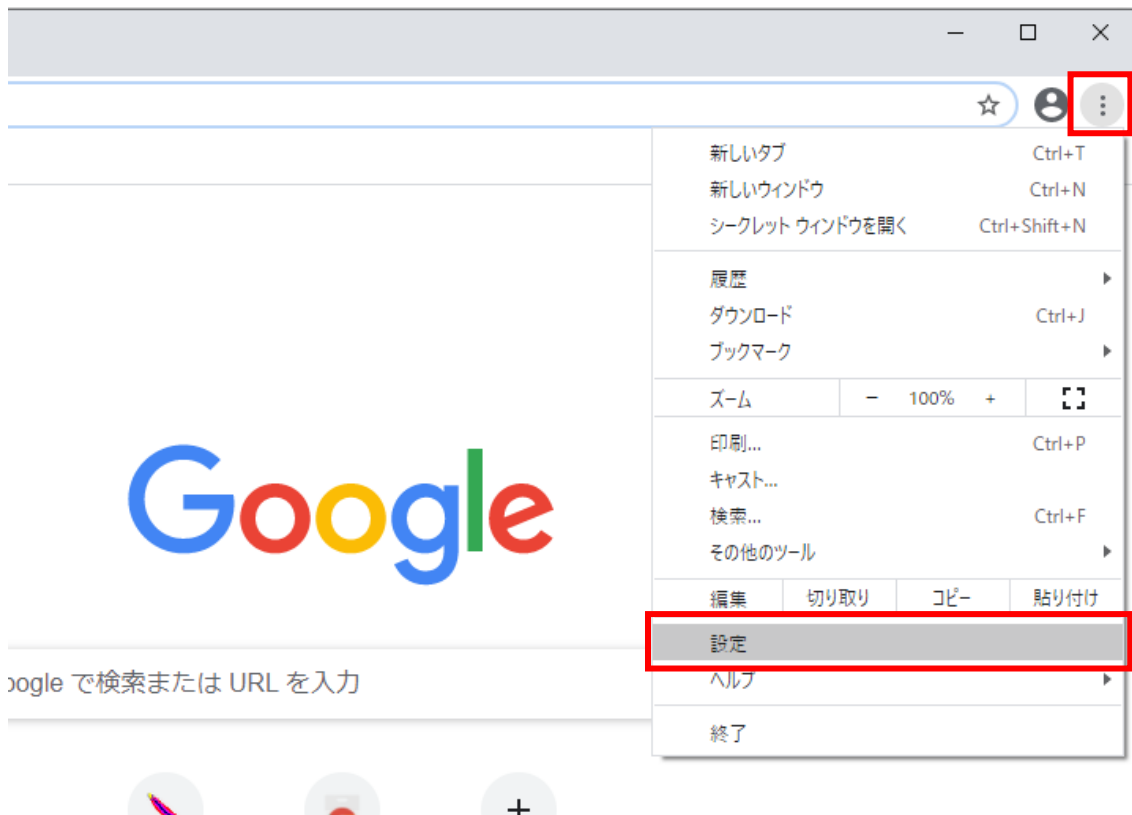 新しいタブ Ctrl+T
新しいウィンドウ Ctrl+N
シークレット ウィンドウを開く Ctrl+Shift+N
履歴
ダウンロード Ctrl+J
ブックマーク
ズーム − 100% +
印刷... Ctrl+P
キャスト...
検索... Ctrl+F
その他のツール
編集 切り取り コピー 貼り付け
設定
ヘルプ
終了
Google
oogle で検索または URL を入力